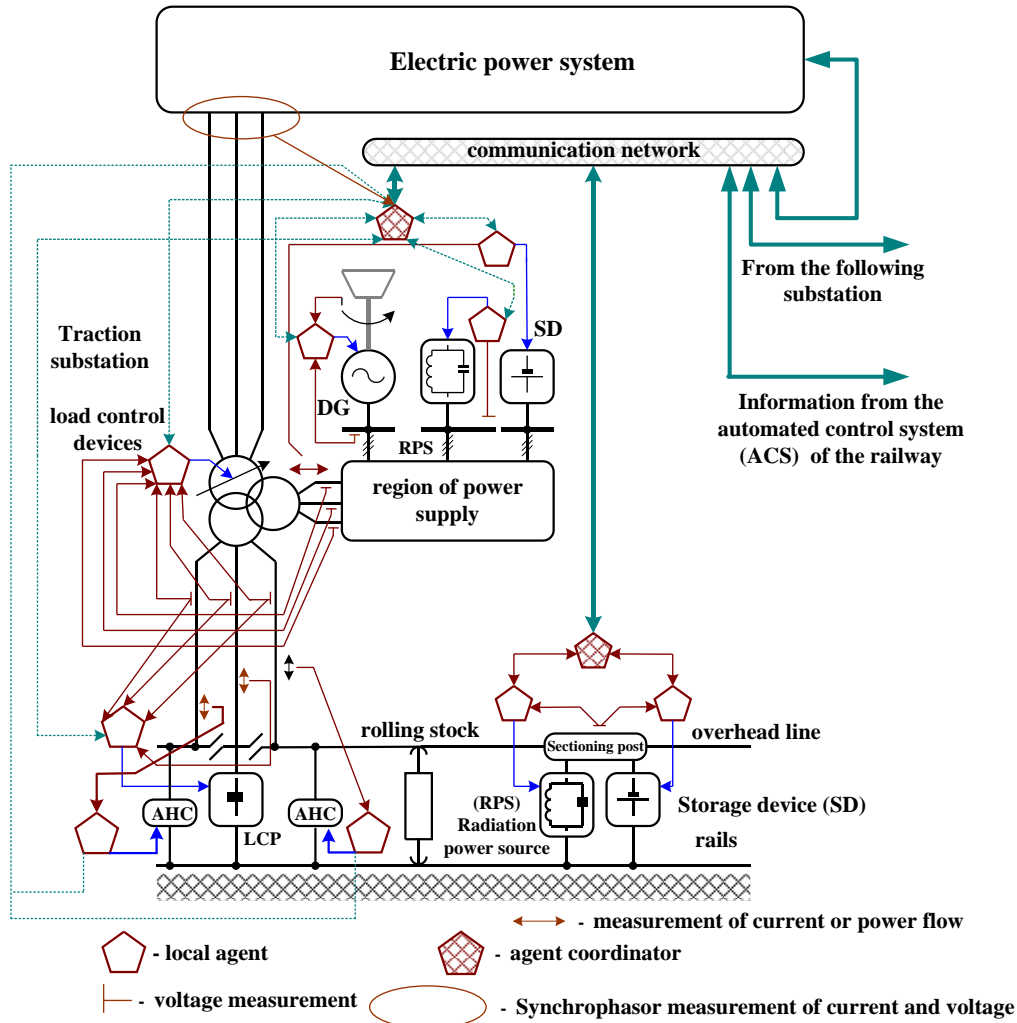 Electric power system
communication network
From the following
substation
Traction
substation
SD
DG
load control
devices
RPS
Information from the
automated control system
(ACS) of the railway
region of power
supply
rolling stock
overhead line
Sectioning post
(RPS)
Radiation
power source
Storage device (SD)
AHC
LCP
AHC
rails
- measurement of current or power flow
- local agent
- agent coordinator
- voltage measurement
- Synchrophasor measurement of current and voltage